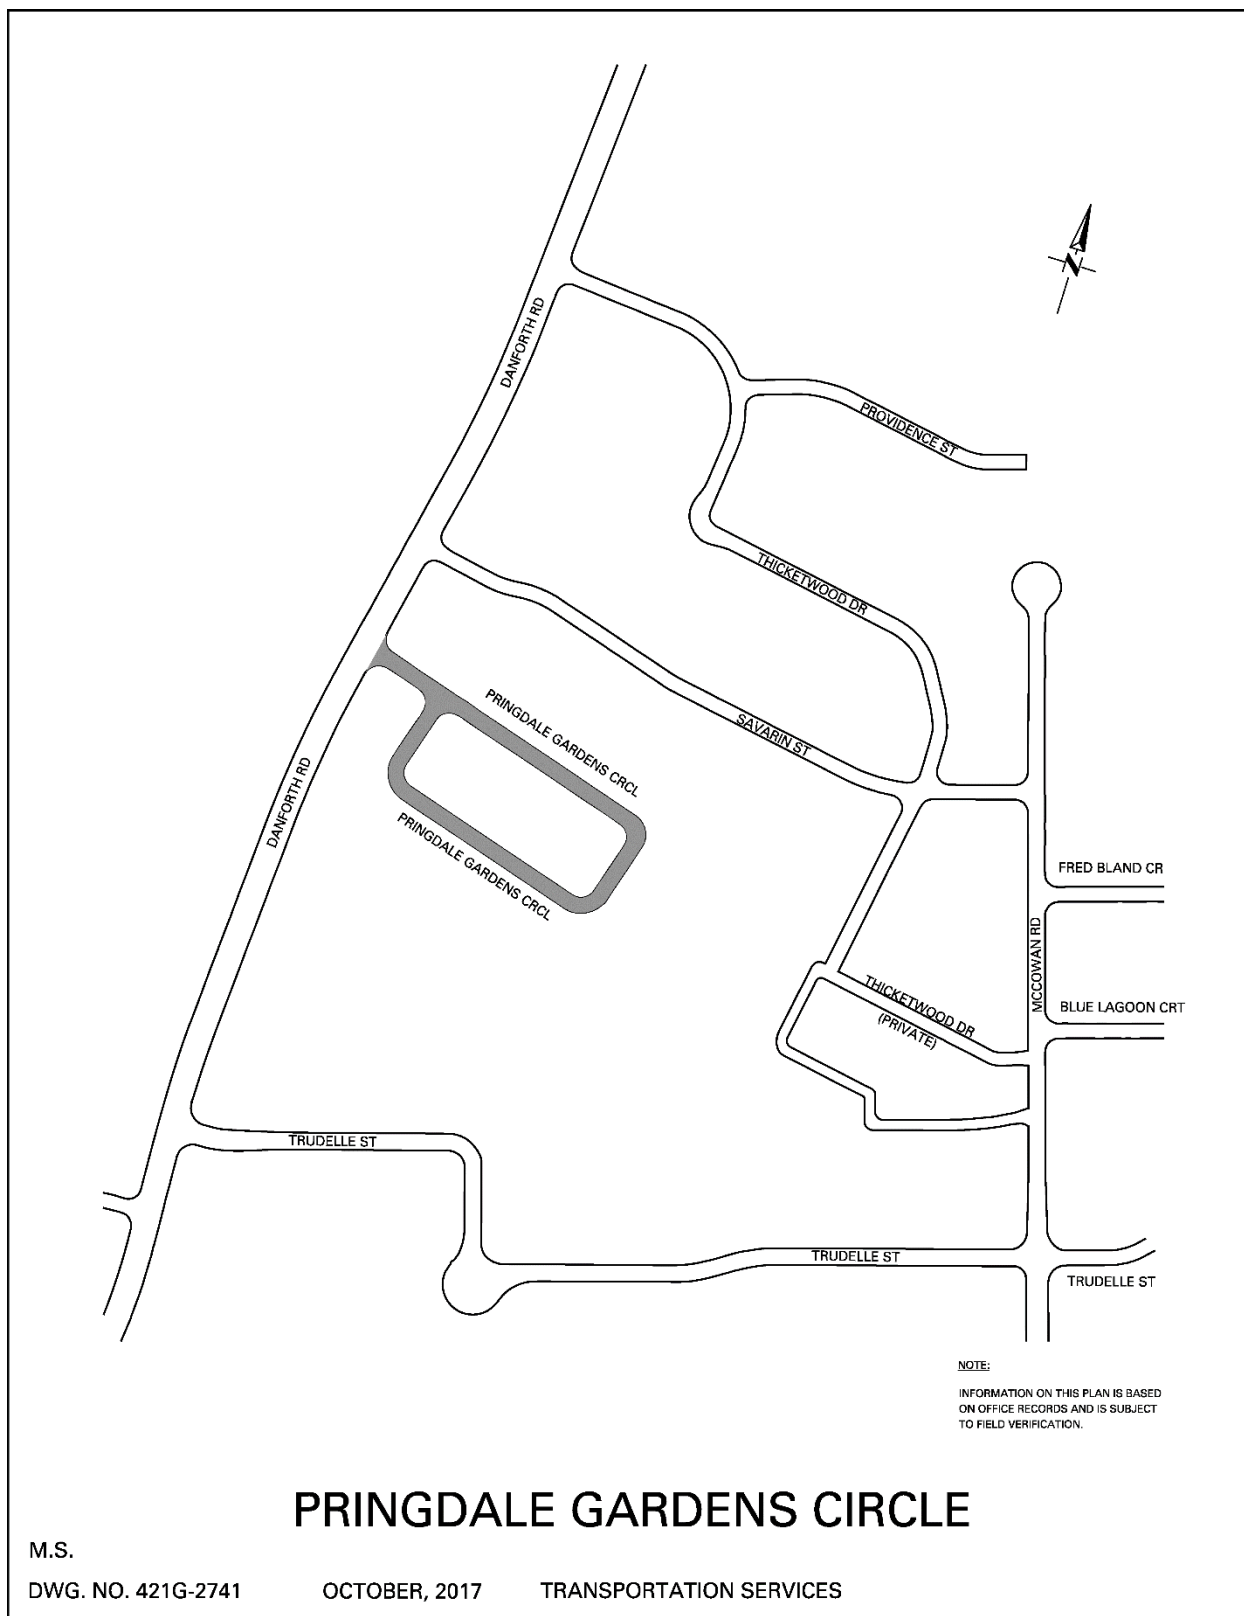 N
DANFORTH RD
PROVIDENCE ST
THICKETWOOD DR
PRINGDALE GARDENS CRCL
SAVARIN ST
DANFORTH RD
PRINGDALE GARDENS CRCL
FRED BLAND CR
MCCOWAN RD
THICKETWOOD DR
(PRIVATE)
BLUE LAGOON CRT
TRUDELLE ST
TRUDELLE ST
TRUDELLE ST
NOTE:
INFORMATION ON THIS PLAN IS BASED
ON OFFICE RECORDS AND IS SUBJECT
TO FIELD VERIFICATION.
PRINGDALE GARDENS CIRCLE
M.S.
DWG. NO. 421G-2741 OCTOBER, 2017 TRANSPORTATION SERVICES